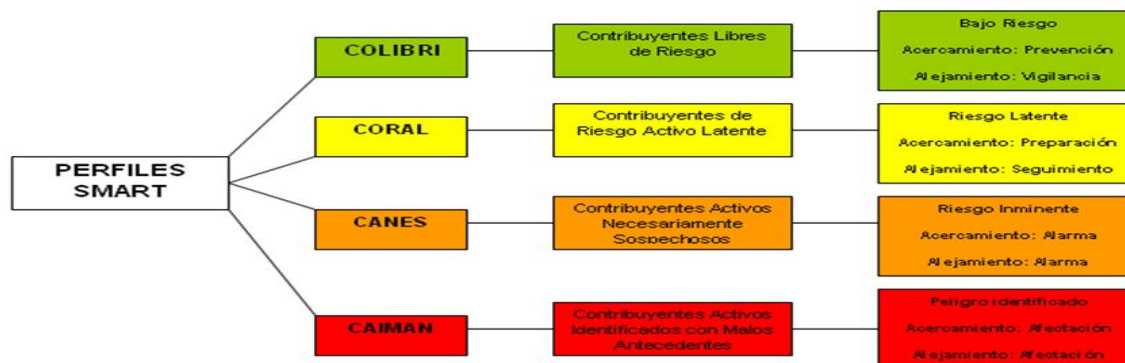 PERFILES
SMART
COLIBRI
Contribuyentes Libres
de Riesgo
Bajo Riesgo
Acercamiento: Prevención
Alejamiento: Vigilancia
CORAL
Contribuyentes de
Riesgo Activo Latente
Riesgo Latente
Acercamiento: Preparación
Alejamiento: Seguimiento
CANES
Contribuyentes Activos
Necesariamente
Sospechosos
Riesgo Inminente
Acercamiento: Alarma
Alejamiento: Alarma
CAIMAN
Contribuyentes Activos
Identificados con Malos
Antecedentes
Peligro identificado
Acercamiento: Afectación
Alejamiento: Afectación